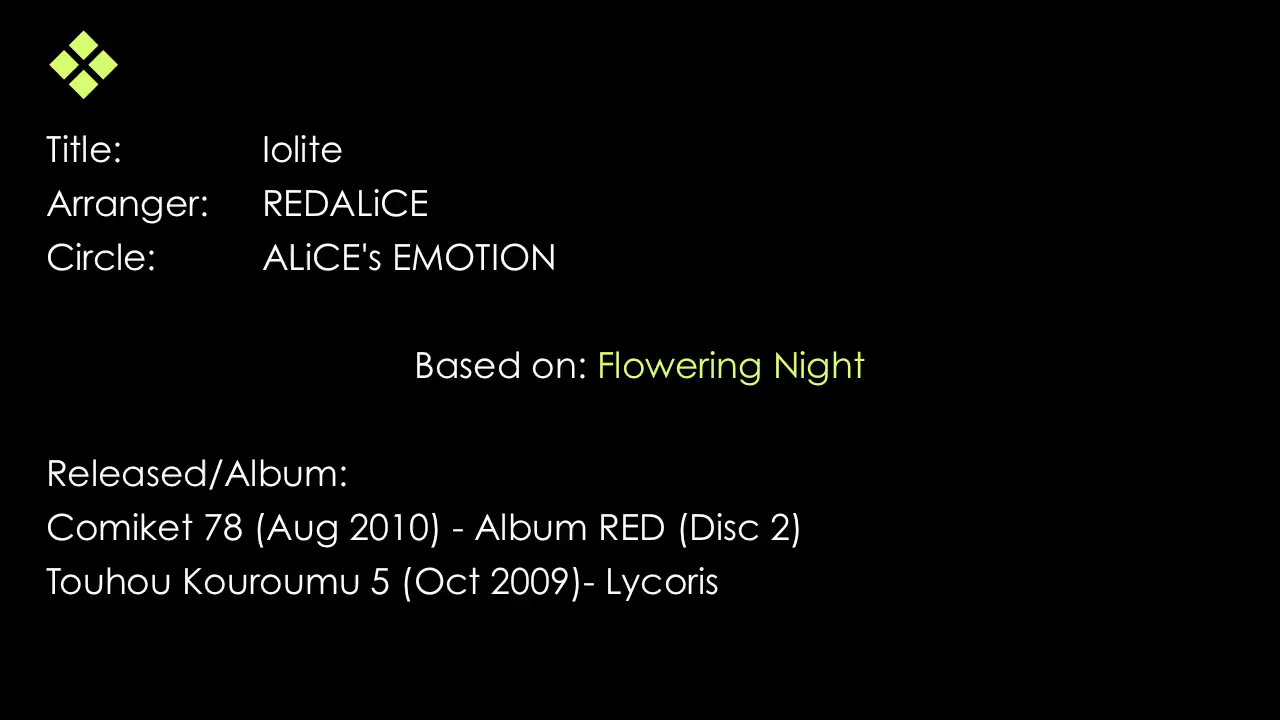 Title: Iolite
Arranger: REDALiCE
Circle: ALiCE's EMOTION
Based on: Flowering Night
Released/Album:
Comiket 78 (Aug 2010) - Album RED (Disc 2)
Touhou Kouroumu 5 (Oct 2009)- Lycoris